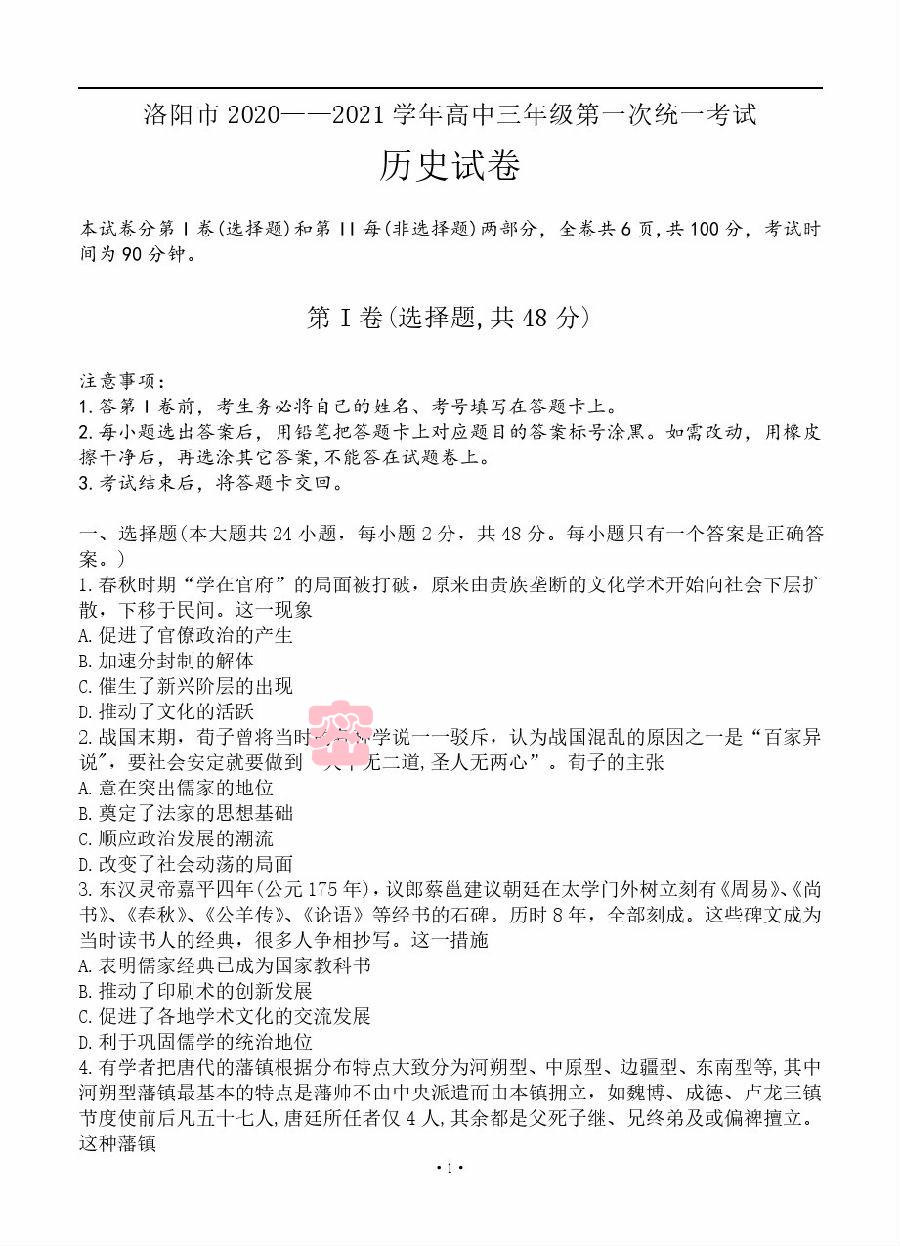 洛阳市 2020——2021 学年高中三年级第一次统一考试
历史试卷
本试卷分第 I 卷(选择题)和第 II 每(非选择题)两部分，全卷共 6 页,共 100 分，考试时
间为 90 分钟。
第 I 卷(选择题,共 48 分)
注意事项：
1.答第 I 卷前，考生务必将自己的姓名、考号填写在答题卡上。
2.每小题选出答案后，用铅笔把答题卡上对应题目的答案标号涂黑。如需改动，用橡皮
擦干净后，再选涂其它答案,不能答在试题卷上。
3.考试结束后，将答题卡交回。
一、选择题(本大题共 24 小题，每小题 2 分，共 48 分。每小题只有一个答案是正确答
案。)
1.春秋时期“学在官府”的局面被打破，原来由贵族垄断的文化学术开始向社会下层扩
散，下移于民间。这一现象
A.促进了官僚政治的产生
B.加速分封制的解体
C.催生了新兴阶层的出现
D.推动了文化的活跃
2.战国末期，荀子曾将当时学说一一驳斥，认为战国混乱的原因之一是“百家异
说”，要社会安定就要做到 无二道,圣人无两心”。荀子的主张
A.意在突出儒家的地位
B.奠定了法家的思想基础
C.顺应政治发展的潮流
D.改变了社会动荡的局面
3.东汉灵帝嘉平四年(公元 175 年),议郎蔡邕建议朝廷在太学门外树立刻有《周易》、《尚
书》、《春秋》、《公羊传》、《论语》等经书的石碑。历时 8 年，全部刻成。这些碑文成为
当时读书人的经典，很多人争相抄写。这一措施
A.表明儒家经典已成为国家教科书
B.推动了印刷术的创新发展
C.促进了各地学术文化的交流发展
D.利于巩固儒学的统治地位
4.有学者把唐代的藩镇根据分布特点大致分为河朔型、中原型、边疆型、东南型等,其中
河朔型藩镇最基本的特点是藩帅不由中央派遣而由本镇拥立，如魏博、成德、卢龙三镇
节度使前后凡五十七人,唐廷所任者仅 4 人,其余都是父死子继、兄终弟及或偏裨擅立。
这种藩镇
·1·